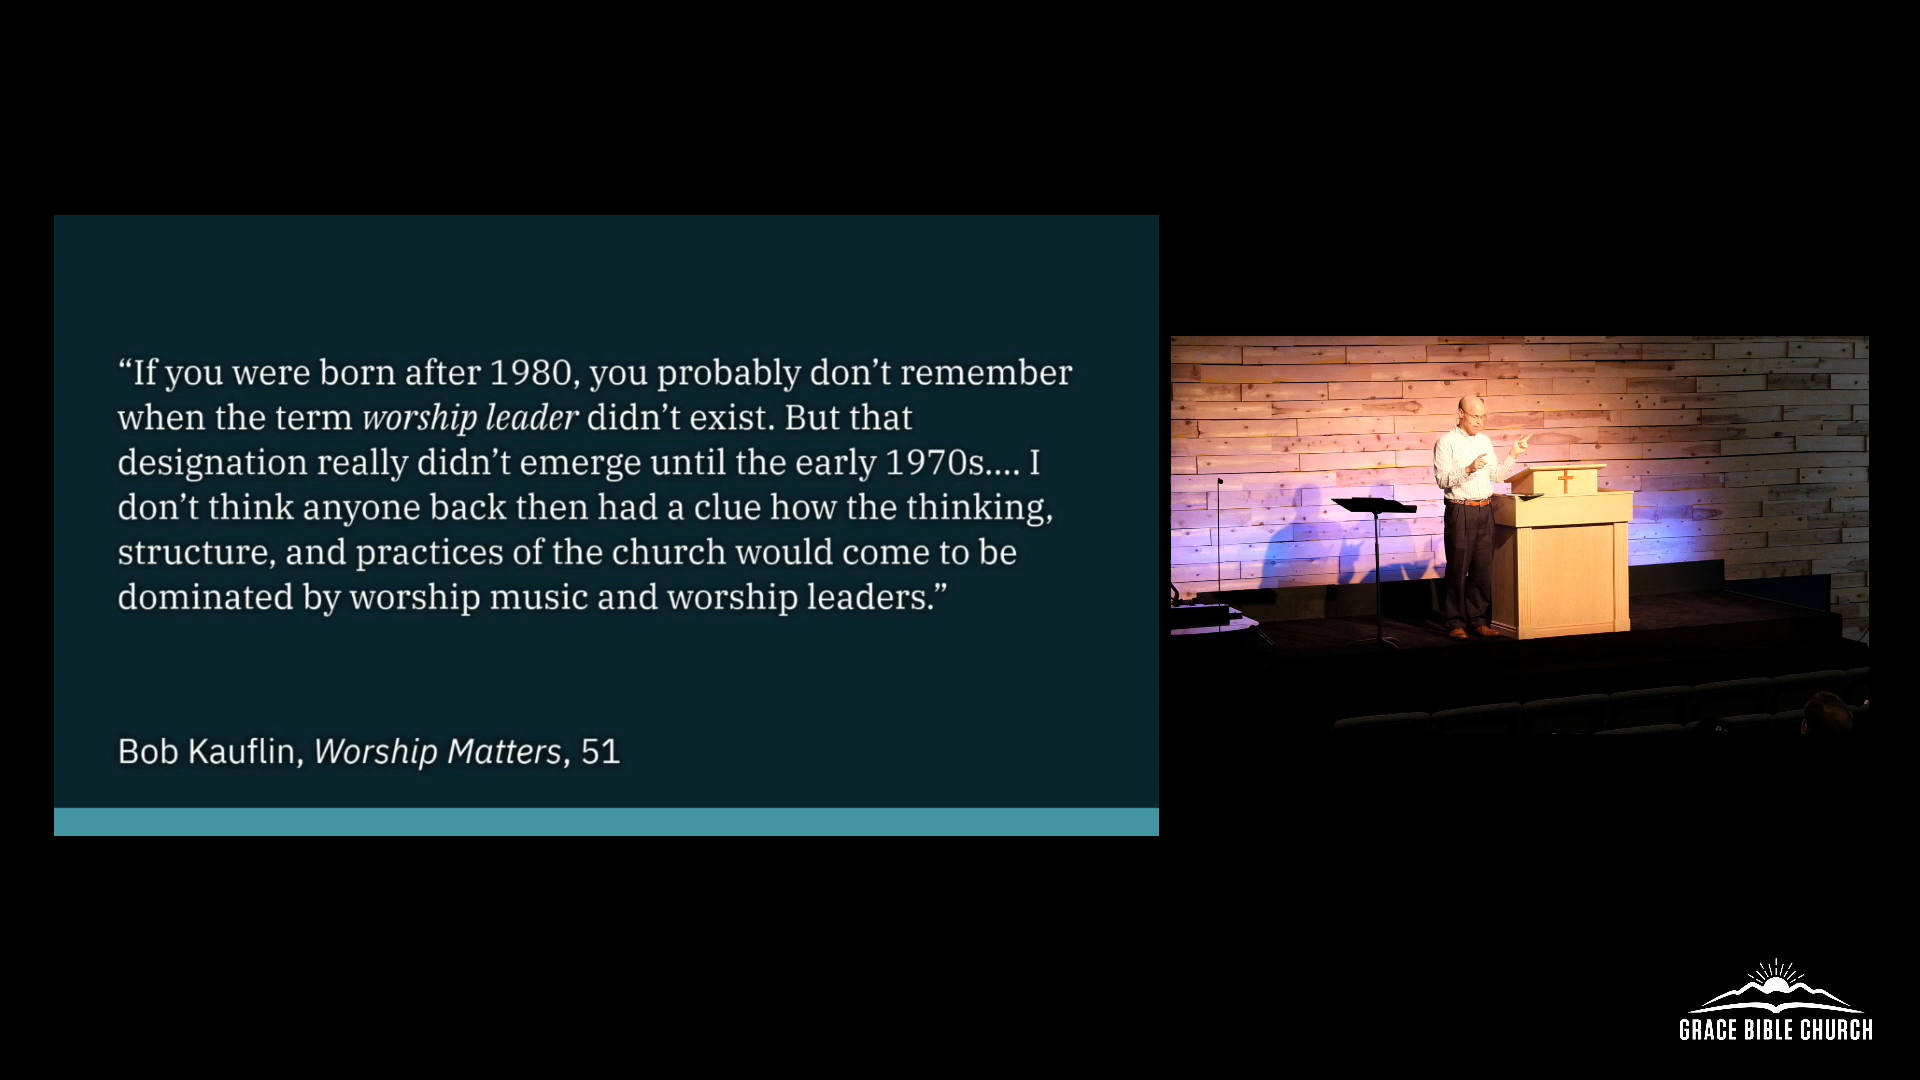 “If you were born after 1980, you probably don’t remember
when the term worship leader didn’t exist. But that
designation really didn’t emerge until the early 1970s.... I
don’t think anyone back then had a clue how the thinking,
structure, and practices of the church would come to be
dominated by worship music and worship leaders.”
Bob Kauflin, Worship Matters, 51
GRACE BIBLE CHURCH